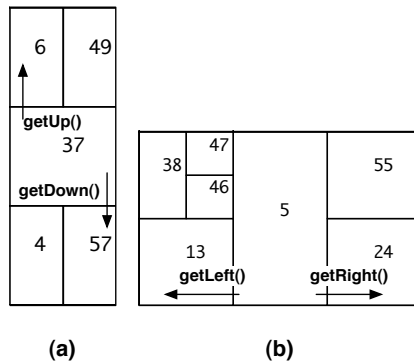 6 49
getUp()
37
getDown()
4 57
(a)
47
38
46
55
5
13 24
getLeft() getRight()
(b)